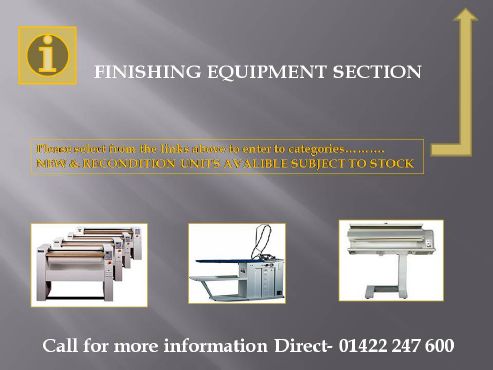 FINISHING EQUIPMENT SECTION
Please select from the links above to enter to categories……….
NEW & RECONDITION UNITS AVALIBLE SUBJECT TO STOCK
Call for more information Direct- 01422 247 600